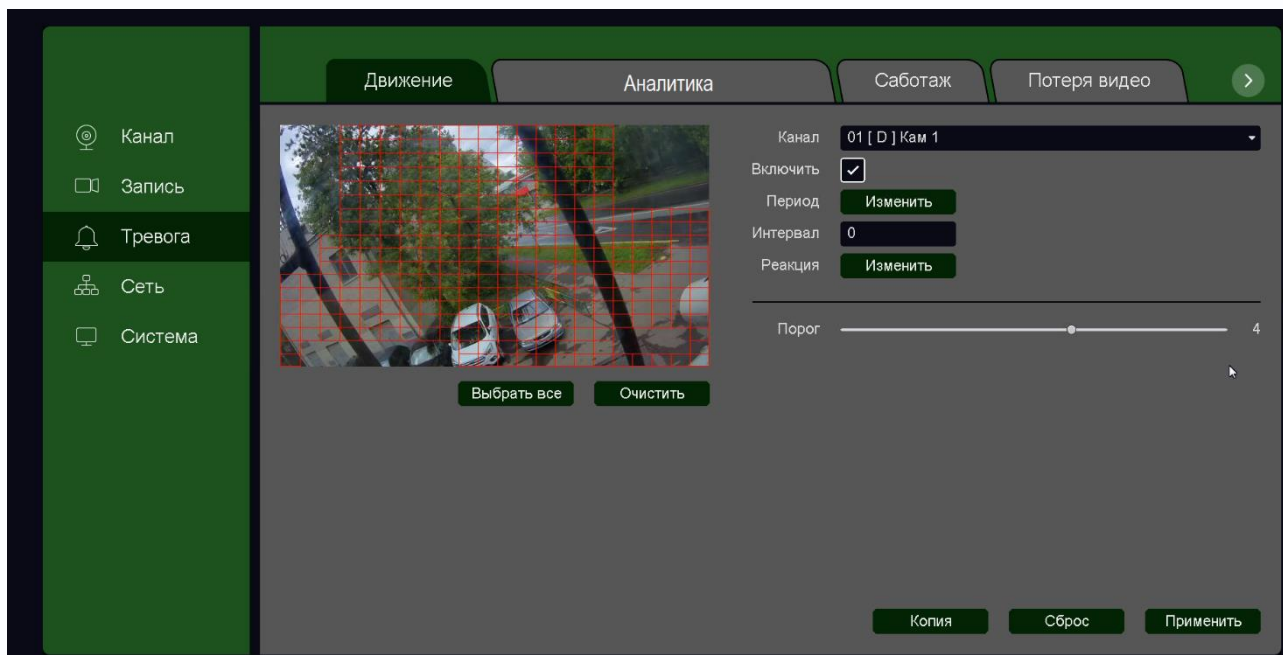 Движение Аналитика Саботаж Потеря видео >
Канал
Запись
Тревога
Сеть
Система
Канал 01 [ D ] Кам 1
Включить
Период Изменить
Интервал 0
Реакция Изменить
Порог 4
Выбрать все Очистить
Копия Сброс Применить